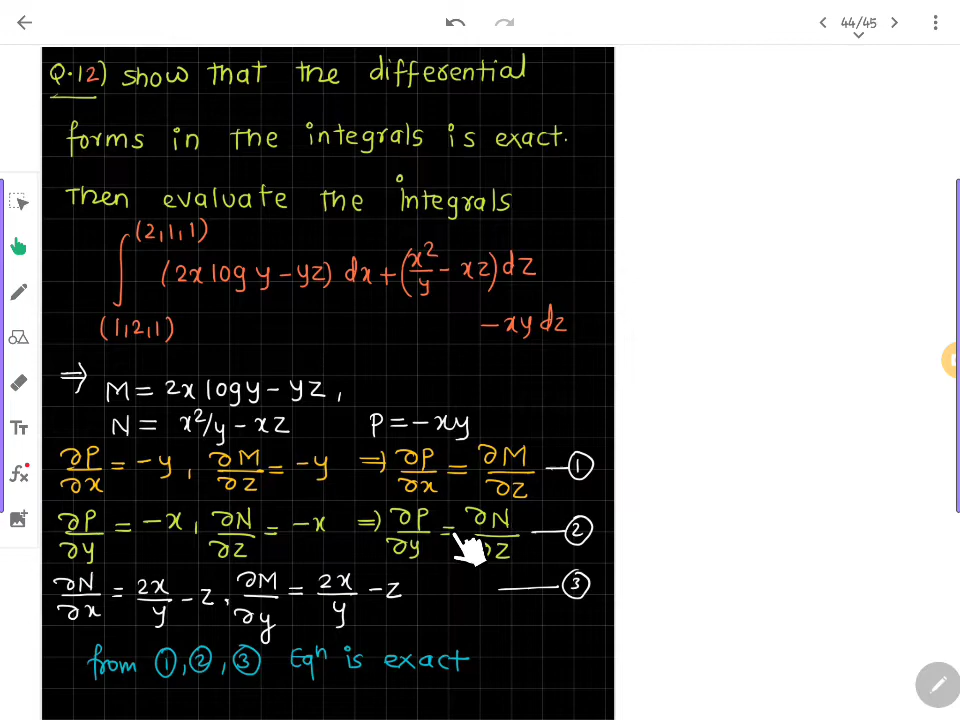 44/45
Q.12) show that the differential
forms in the integrals is exact.
Then evaluate the integrals
∫_(1,2,1)^(2,1,1) (2x log y - yz) dx + (x²/y - xz) dz
- xy dz
⇒ M = 2x log y - yz,
N = x²/y - xz P = -xy
∂P/∂x = -y, ∂M/∂z = -y ⇒ ∂P/∂x = ∂M/∂z — ①
∂P/∂y = -x, ∂N/∂z = -x ⇒ ∂P/∂y = ∂N/∂z — ②
∂N/∂x = 2x/y - z, ∂M/∂y = 2x/y - z — ③
from ①, ②, ③ Eqⁿ is exact
Tт
fx